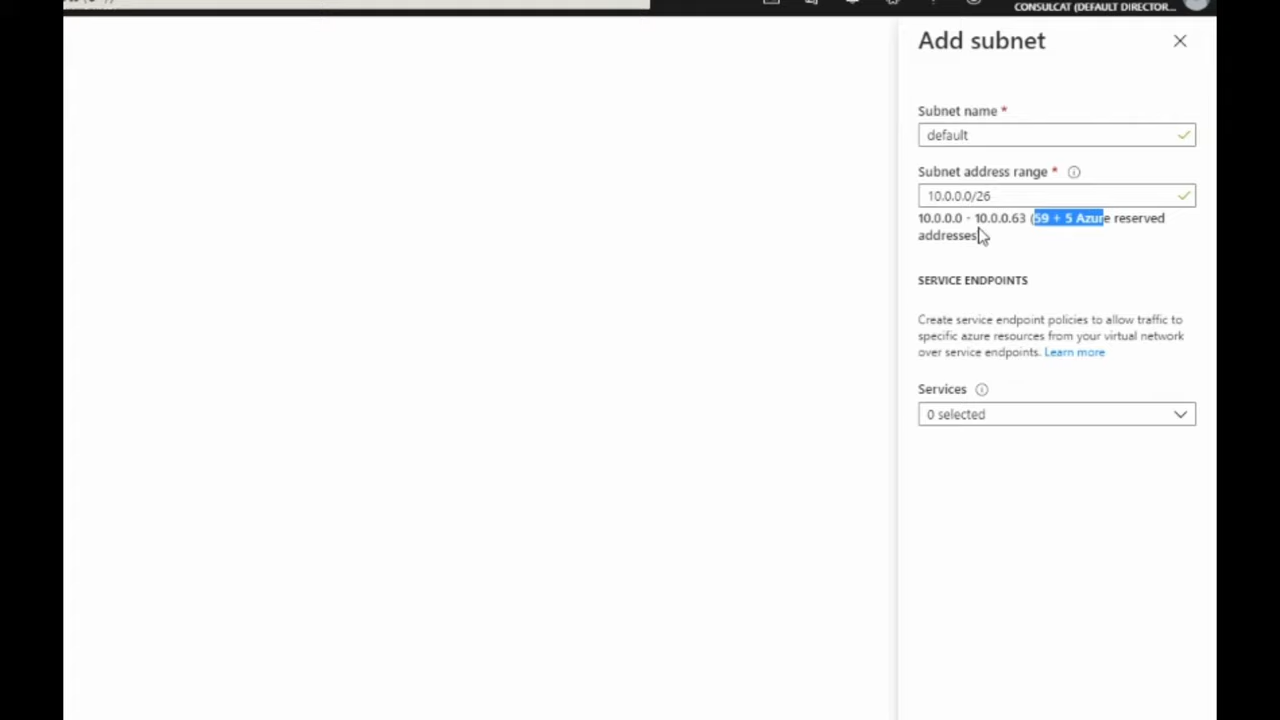 CONSULCAT (DEFAULT DIRECTOR...
Add subnet
Subnet name *
default
Subnet address range *
10.0.0.0/26
10.0.0.0 - 10.0.0.63 (59 + 5 Azure reserved
addresses
SERVICE ENDPOINTS
Create service endpoint policies to allow traffic to
specific azure resources from your virtual network
over service endpoints. Learn more
Services
0 selected